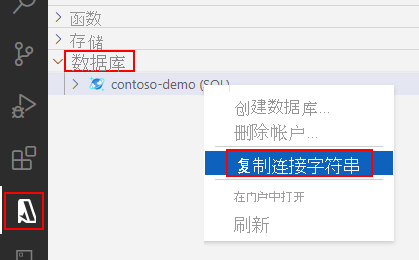 函数
存储
数据库
contoso-demo (SQL)
创建数据库...
删除帐户...
复制连接字符串
在门户中打开
刷新